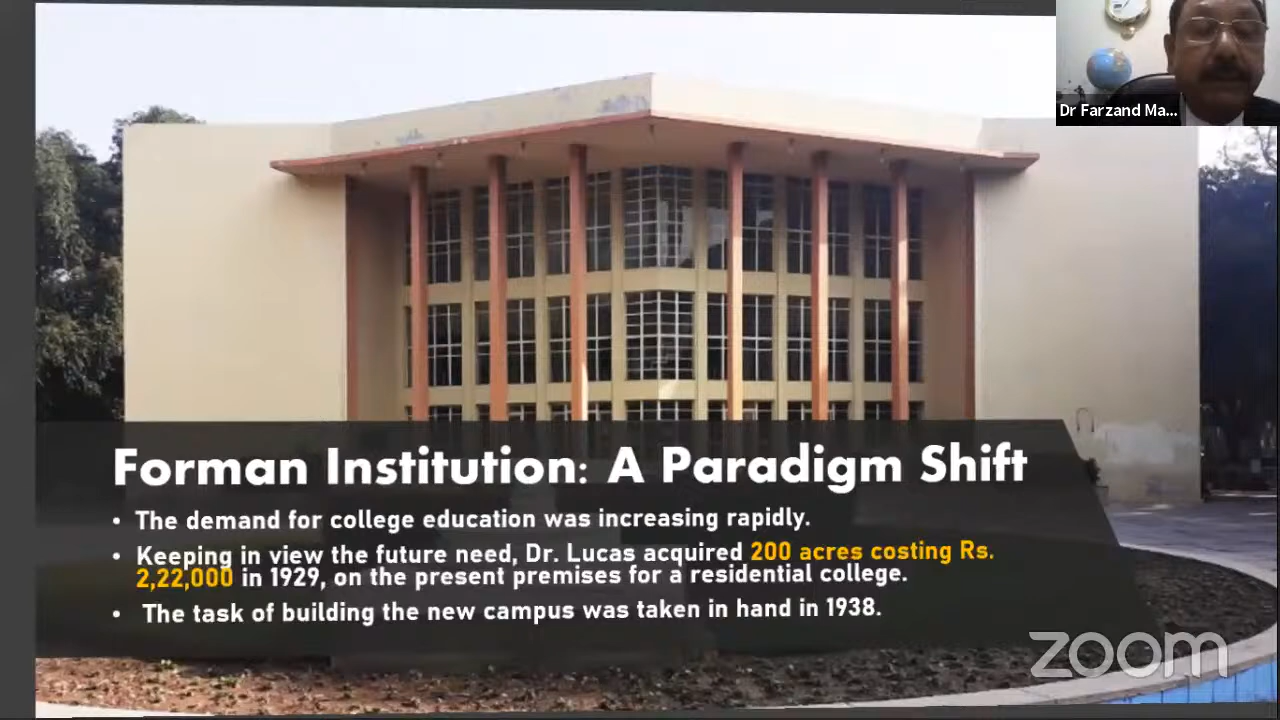 Dr Farzand Ma...
Forman Institution: A Paradigm Shift
• The demand for college education was increasing rapidly.
• Keeping in view the future need, Dr. Lucas acquired 200 acres costing Rs.
2,22,000 in 1929, on the present premises for a residential college.
• The task of building the new campus was taken in hand in 1938.
zoom